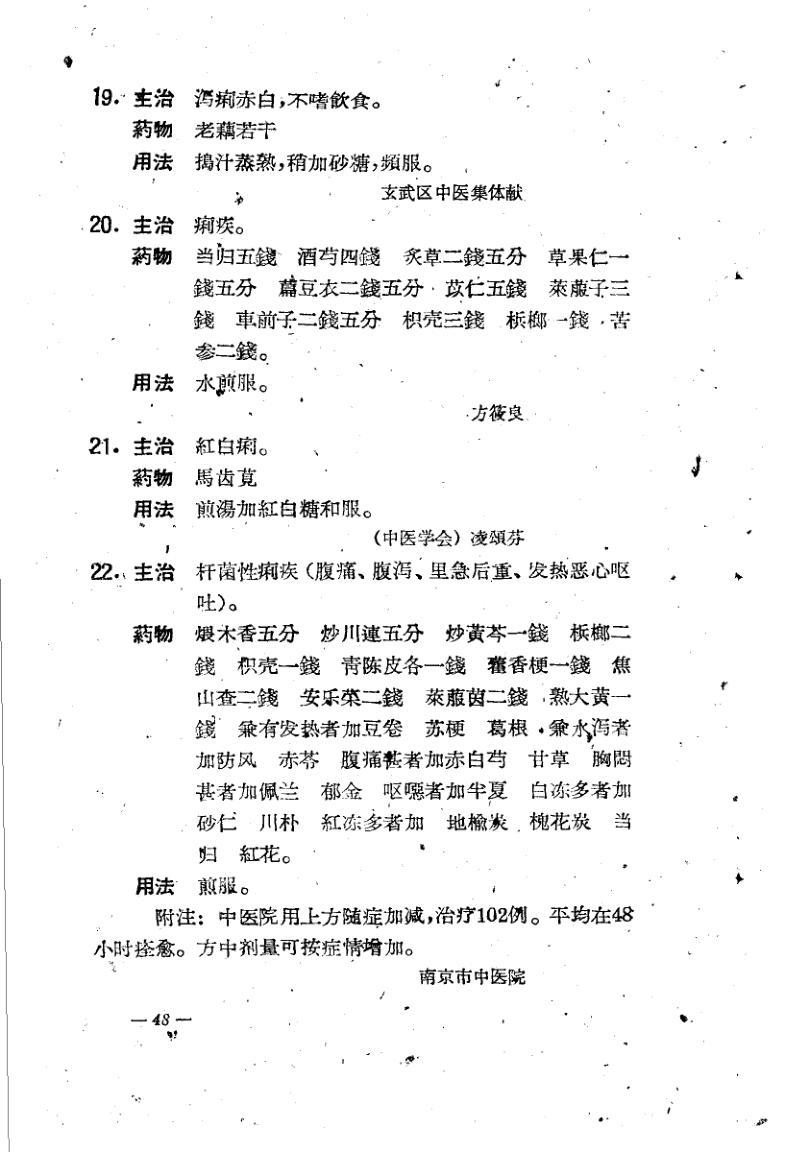 19. 主治 瀉痢赤白，不嗜飲食。
葯物 老藕若干
用法 搗汁蒸熟，稍加砂糖，頻服。
玄武区中医集体献
20. 主治 痢疾。
葯物 当归五錢 酒芍四錢 炙草二錢五分 草果仁一
錢五分 萹豆衣二錢五分 苡仁五錢 萊菔子三
錢 車前子二錢五分 枳壳三錢 梹榔一錢 苦
参二錢。
用法 水煎服。
方筱良
21. 主治 紅白痢。
葯物 馬齿莧
用法 煎湯加紅白糖和服。
（中医学会）凌頌芬
22. 主治 杆菌性痢疾（腹痛、腹泻、里急后重、发热恶心呕
吐）。
葯物 煨木香五分 炒川連五分 炒黃芩一錢 梹榔二
錢 枳壳一錢 青陈皮各一錢 藿香梗一錢 焦
山査二錢 安乐菜二錢 萊菔茵二錢 熟大黃一
錢 兼有发热者加豆卷 苏梗 葛根 兼水泻者
加防风 赤苓 腹痛甚者加赤白芍 甘草 胸悶
甚者加佩兰 郁金 呕噁者加半夏 白冻多者加
砂仁 川朴 紅冻多者加 地榆炭 槐花炭 当
归 紅花。
用法 煎服。
附注：中医院用上方随症加减，治疗102例。平均在48
小时痊愈。方中剂量可按症情增加。
南京市中医院
—48—